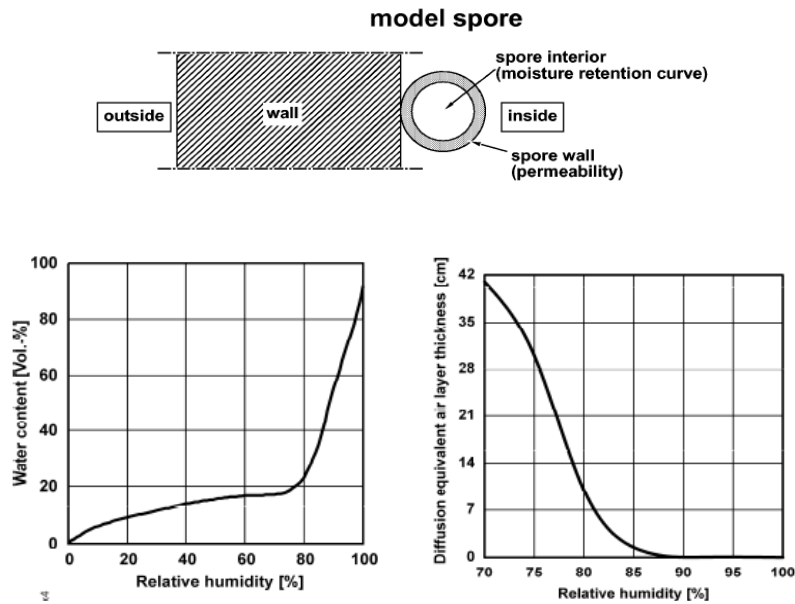 model spore
spore interior
(moisture retention curve)
outside
wall
inside
spore wall
(permeability)
Water content [Vol.-%]
100
80
60
40
20
0
0 20 40 60 80 100
Relative humidity [%]
x4
Diffusion equivalent air layer thickness [cm]
42
35
28
21
14
7
0
70 75 80 85 90 95 100
Relative humidity [%]